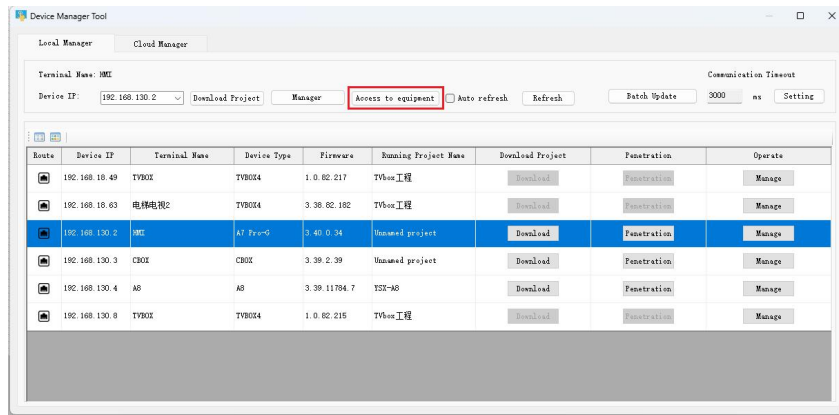 Device Manager Tool
Local Manager Cloud Manager
Terminal Name: HMI Communication Timeout
Device IP: 192.168.130.2 Download Project Manager Access to equipment Auto refresh Refresh Batch Update 3000 ms Setting
Route Device IP Terminal Name Device Type Firmware Running Project Name Download Project Penetration Operate
192.168.18.49 TVBOX TVBOX4 1.0.82.217 TVbox工程 Download Penetration Manage
192.168.18.63 电梯电视2 TVBOX4 3.38.82.182 TVbox工程 Download Penetration Manage
192.168.130.2 HMI A7 Pro-G 3.40.0.34 Unnamed project Download Penetration Manage
192.168.130.3 CBOX CBOX 3.39.2.39 Unnamed project Download Penetration Manage
192.168.130.4 A8 A8 3.39.11784.7 YSX-A8 Download Penetration Manage
192.168.130.8 TVBOX TVBOX4 1.0.82.215 TVbox工程 Download Penetration Manage